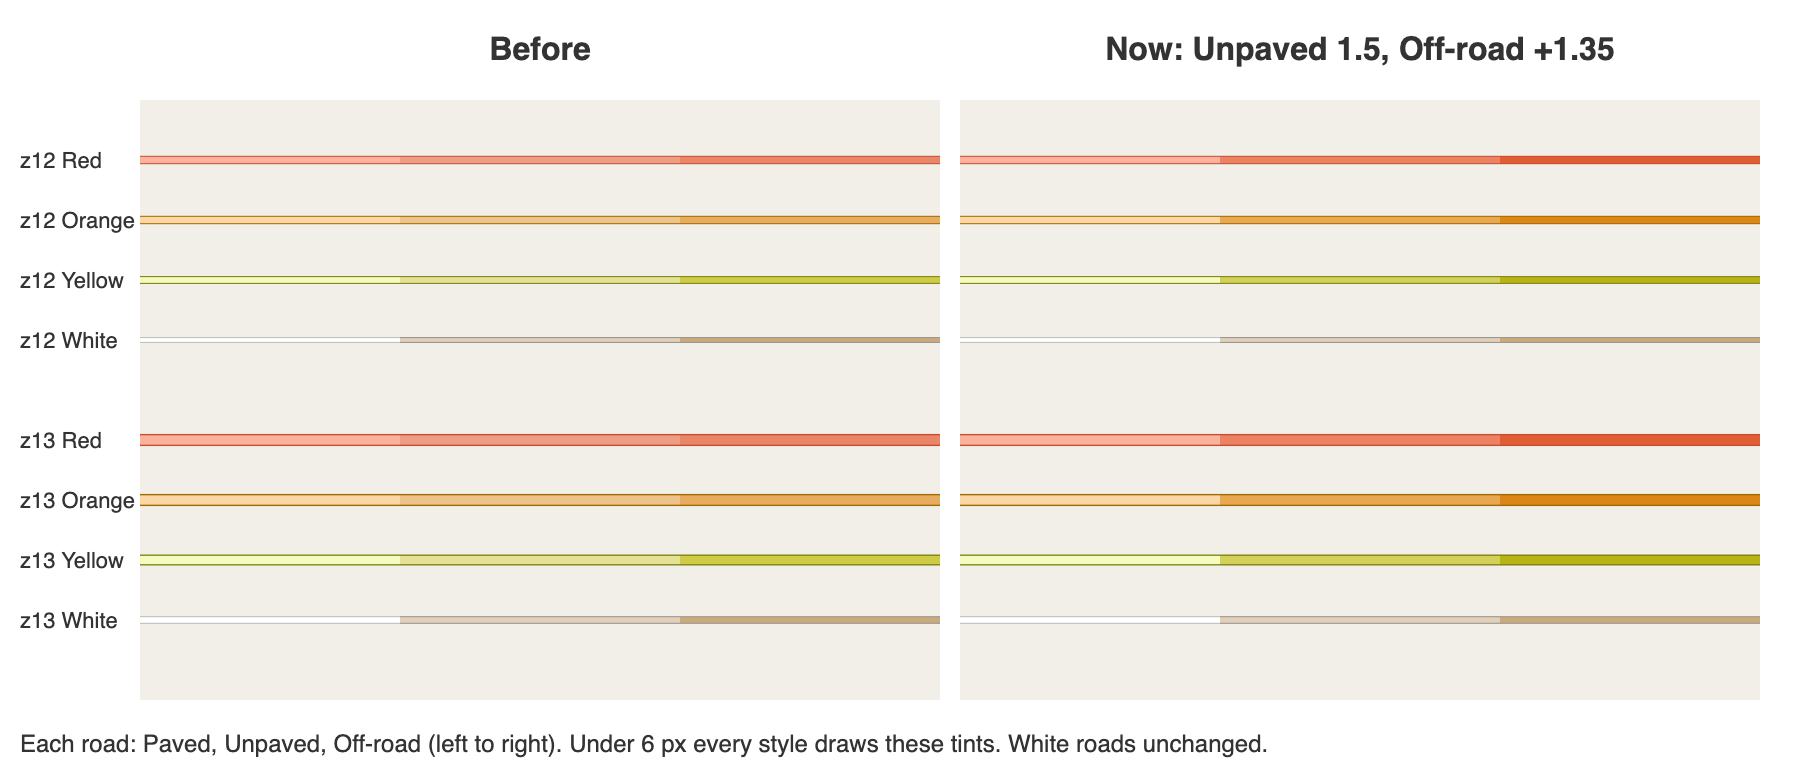 Before
Now: Unpaved 1.5, Off-road +1.35
z12 Red
z12 Orange
z12 Yellow
z12 White
z13 Red
z13 Orange
z13 Yellow
z13 White
Each road: Paved, Unpaved, Off-road (left to right). Under 6 px every style draws these tints. White roads unchanged.